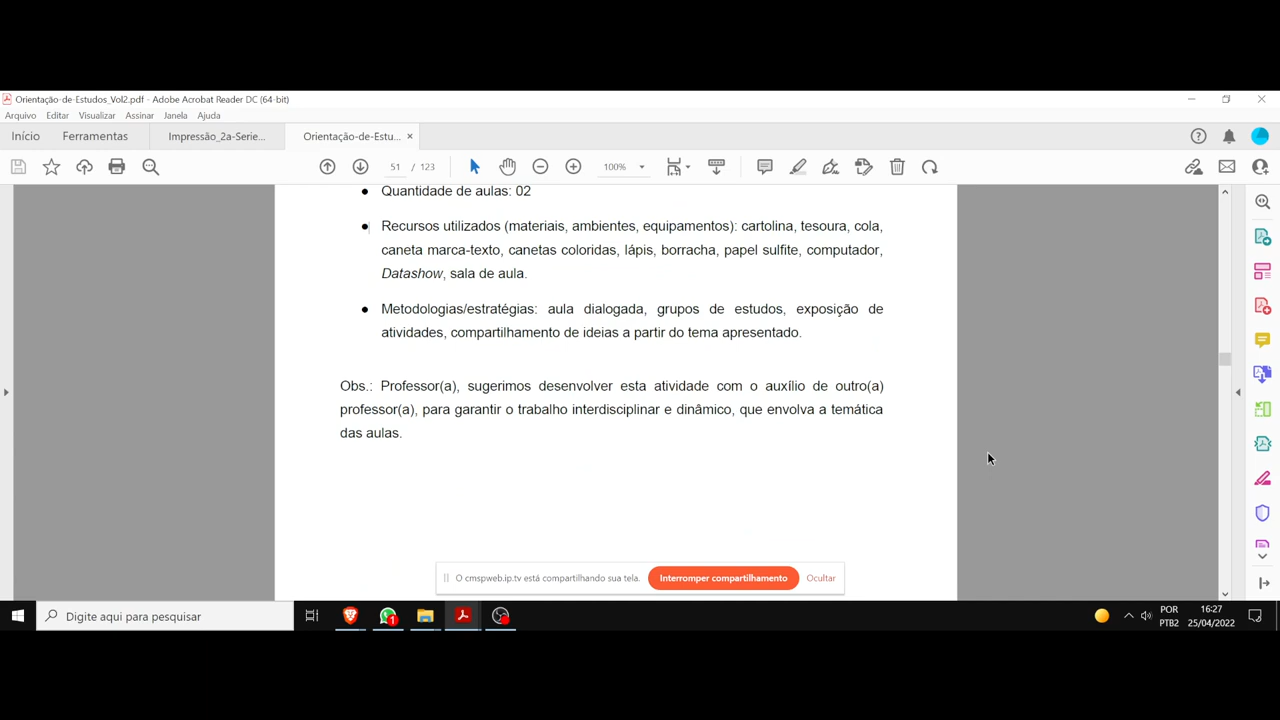 Orientação-de-Estudos_Vol2.pdf - Adobe Acrobat Reader DC (64-bit)
Arquivo Editar Visualizar Assinar Janela Ajuda
Início Ferramentas Impressão_2a-Serie... Orientação-de-Estu... ×
51 / 123 100%
• Quantidade de aulas: 02
• Recursos utilizados (materiais, ambientes, equipamentos): cartolina, tesoura, cola,
caneta marca-texto, canetas coloridas, lápis, borracha, papel sulfite, computador,
Datashow, sala de aula.
• Metodologias/estratégias: aula dialogada, grupos de estudos, exposição de
atividades, compartilhamento de ideias a partir do tema apresentado.
Obs.: Professor(a), sugerimos desenvolver esta atividade com o auxílio de outro(a)
professor(a), para garantir o trabalho interdisciplinar e dinâmico, que envolva a temática
das aulas.
O cmspweb.ip.tv está compartilhando sua tela. Interromper compartilhamento Ocultar
Digite aqui para pesquisar
1
POR 16:27
PTB2 25/04/2022